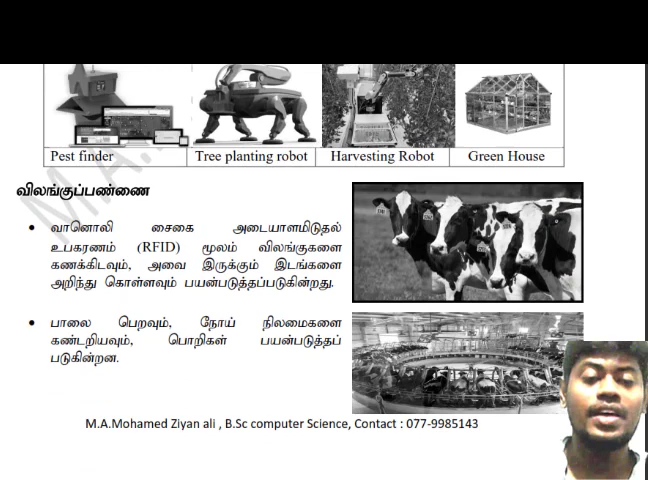 Pest finder
Tree planting robot
Harvesting Robot
Green House
விலங்குப்பண்ணை
• வானொலி சைகை அடையாளமிடுதல்
உபகரணம் (RFID) மூலம் விலங்குகளை
கணக்கிடவும், அவை இருக்கும் இடங்களை
அறிந்து கொள்ளவும் பயன்படுத்தப்படுகின்றது.
• பாலை பெறவும், நோய் நிலமைகளை
கண்டறியவும், பொறிகள் பயன்படுத்தப்
படுகின்றன.
M.A.Mohamed Ziyan ali , B.Sc computer Science, Contact : 077-9985143